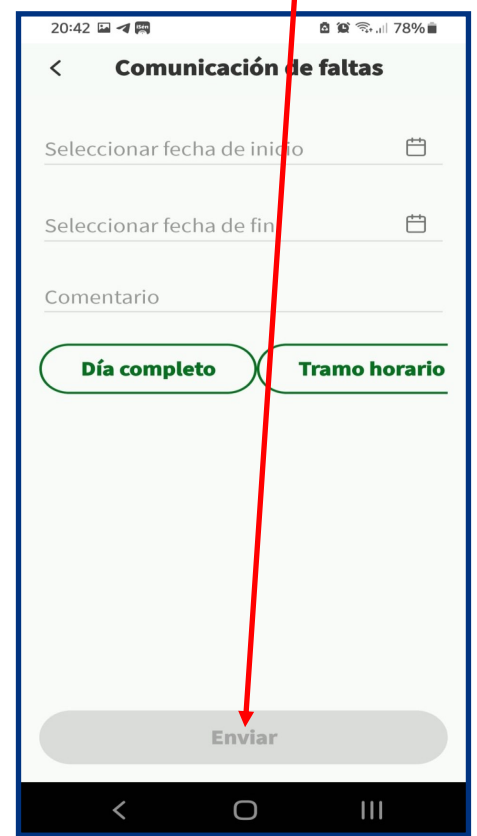 20:42 78%
Comunicación de faltas
Seleccionar fecha de inicio
Seleccionar fecha de fin
Comentario
Día completo Tramo horario
Enviar